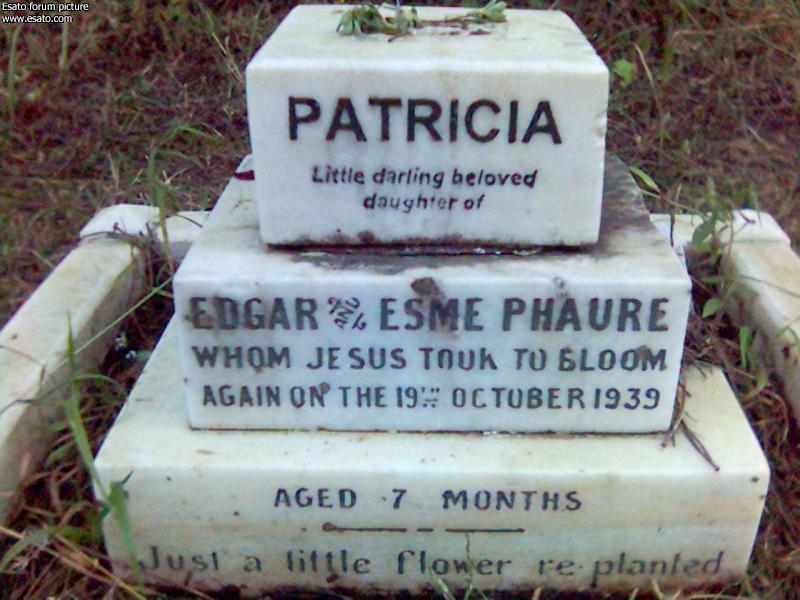 Esato forum picture
www.esato.com
PATRICIA
Little darling beloved
daughter of
EDGAR AND ESME PHAURE
WHOM JESUS TOOK TO BLOOM
AGAIN ON THE 19TH OCTOBER 1939
AGED 7 MONTHS
Just a little flower re-planted